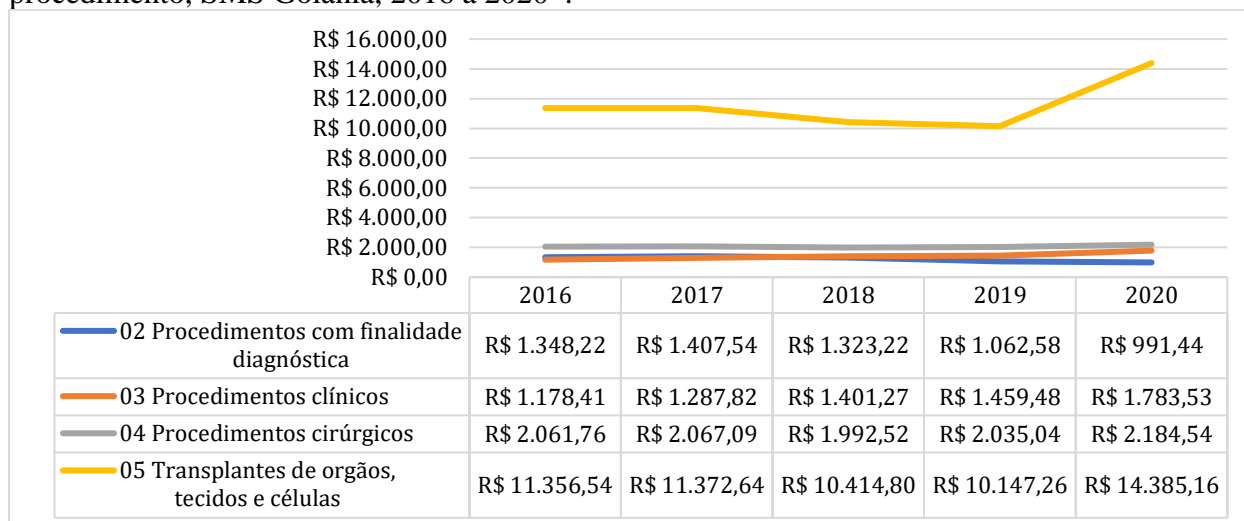 procedimento, SMS Goiânia, 2016 a 2020
R$ 16.000,00
R$ 14.000,00
R$ 12.000,00
R$ 10.000,00
R$ 8.000,00
R$ 6.000,00
R$ 4.000,00
R$ 2.000,00
R$ 0,00
2016 2017 2018 2019 2020
02 Procedimentos com finalidade
diagnóstica
R$ 1.348,22 R$ 1.407,54 R$ 1.323,22 R$ 1.062,58 R$ 991,44
03 Procedimentos clínicos R$ 1.178,41 R$ 1.287,82 R$ 1.401,27 R$ 1.459,48 R$ 1.783,53
04 Procedimentos cirúrgicos R$ 2.061,76 R$ 2.067,09 R$ 1.992,52 R$ 2.035,04 R$ 2.184,54
05 Transplantes de orgãos,
tecidos e células
R$ 11.356,54 R$ 11.372,64 R$ 10.414,80 R$ 10.147,26 R$ 14.385,16